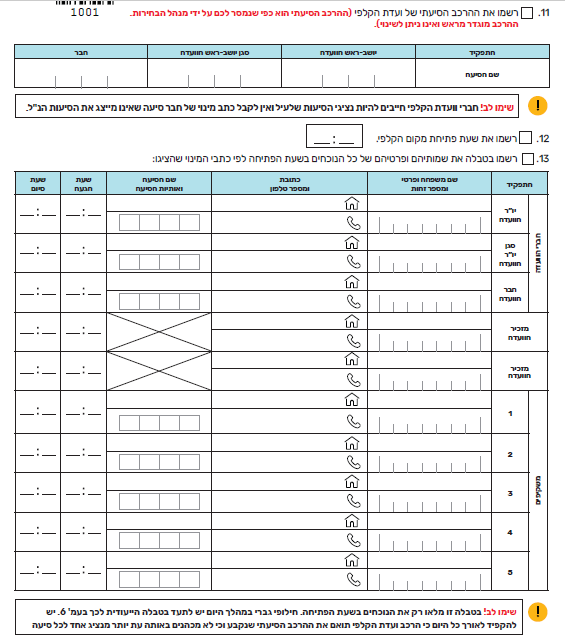 1001
11. רשמו את ההרכב הסיעתי של ועדת הקלפי (ההרכב הסיעתי הוא כפי שנמסר לכם על ידי מנהל הבחירות.
ההרכב מוגדר מראש ואינו ניתן לשינוי).
התפקיד יושב-ראש הוועדה סגן יושב-ראש הוועדה חבר
שם הסיעה
שימו לב! חברי וועדת הקלפי חייבים להיות נציגי הסיעות שלעיל ואין לקבל כתב מינוי של חבר סיעה שאינו מייצג את הסיעות הנ"ל.
12. רשמו את שעת פתיחת מקום הקלפי. __:__
13. רשמו בטבלה את שמותיהם ופרטיהם של כל הנוכחים בשעת הפתיחה לפי כתבי המינוי שהציגו:
התפקיד
שם משפחה ופרטי
ומספר זהות
כתובת
ומספר טלפון
שם הסיעה
ואותיות הסיעה
שעת
הגעה
שעת
סיום
חברי הוועדה
יו"ר
הוועדה
סגן
יו"ר
הוועדה
חבר
הוועדה
מזכיר
הוועדה
מזכיר
הוועדה
משקיפים
1
2
3
4
5
שימו לב! בטבלה זו מלאו רק את הנוכחים בשעת הפתיחה. חילופי גברי במהלך היום יש לתעד בטבלה הייעודית לכך בעמ' 6. יש
להקפיד לאורך כל היום כי הרכב ועדת הקלפי תואם את ההרכב הסיעתי שנקבע וכי לא מכהנים באותה עת יותר מנציג אחד לכל סיעה